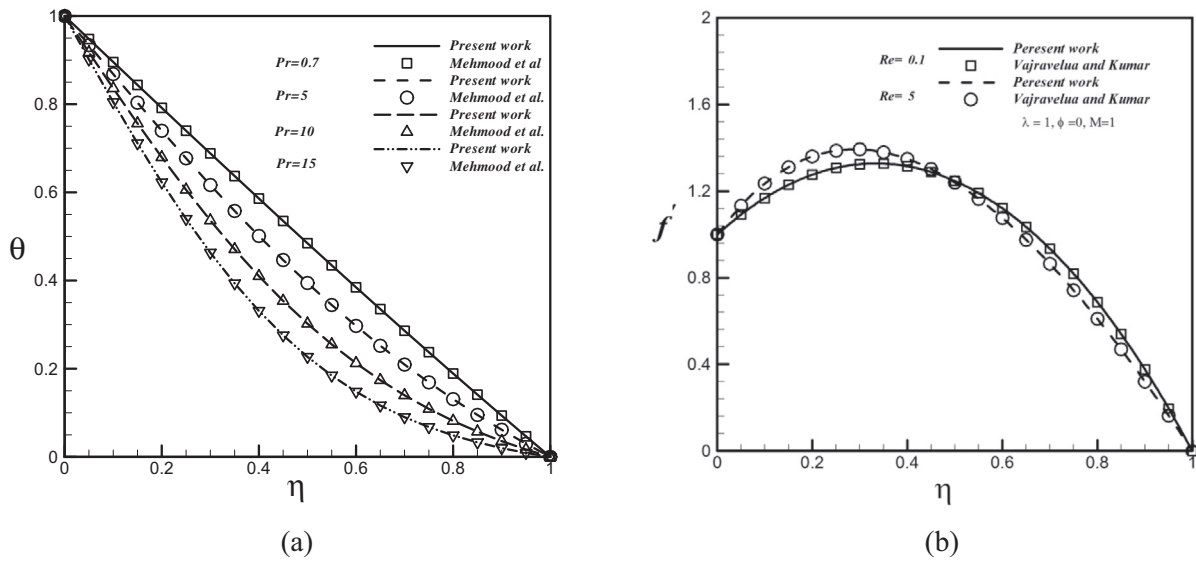 1
0.8
0.6
0.4
0.2
0
θ
0
0.2
0.4
0.6
0.8
1
η
Present work
Pr=0.7
Mehmood et al
Present work
Pr=5
Mehmood et al.
Present work
Pr=10
Mehmood et al.
Present work
Pr=15
Mehmood et al.
(a)
2
1.6
1.2
0.8
0.4
0
f'
0
0.2
0.4
0.6
0.8
1
η
Peresent work
Re= 0.1
Vajravelua and Kumar
Peresent work
Re= 5
Vajravelua and Kumar
λ = 1, ϕ =0, M=1
(b)